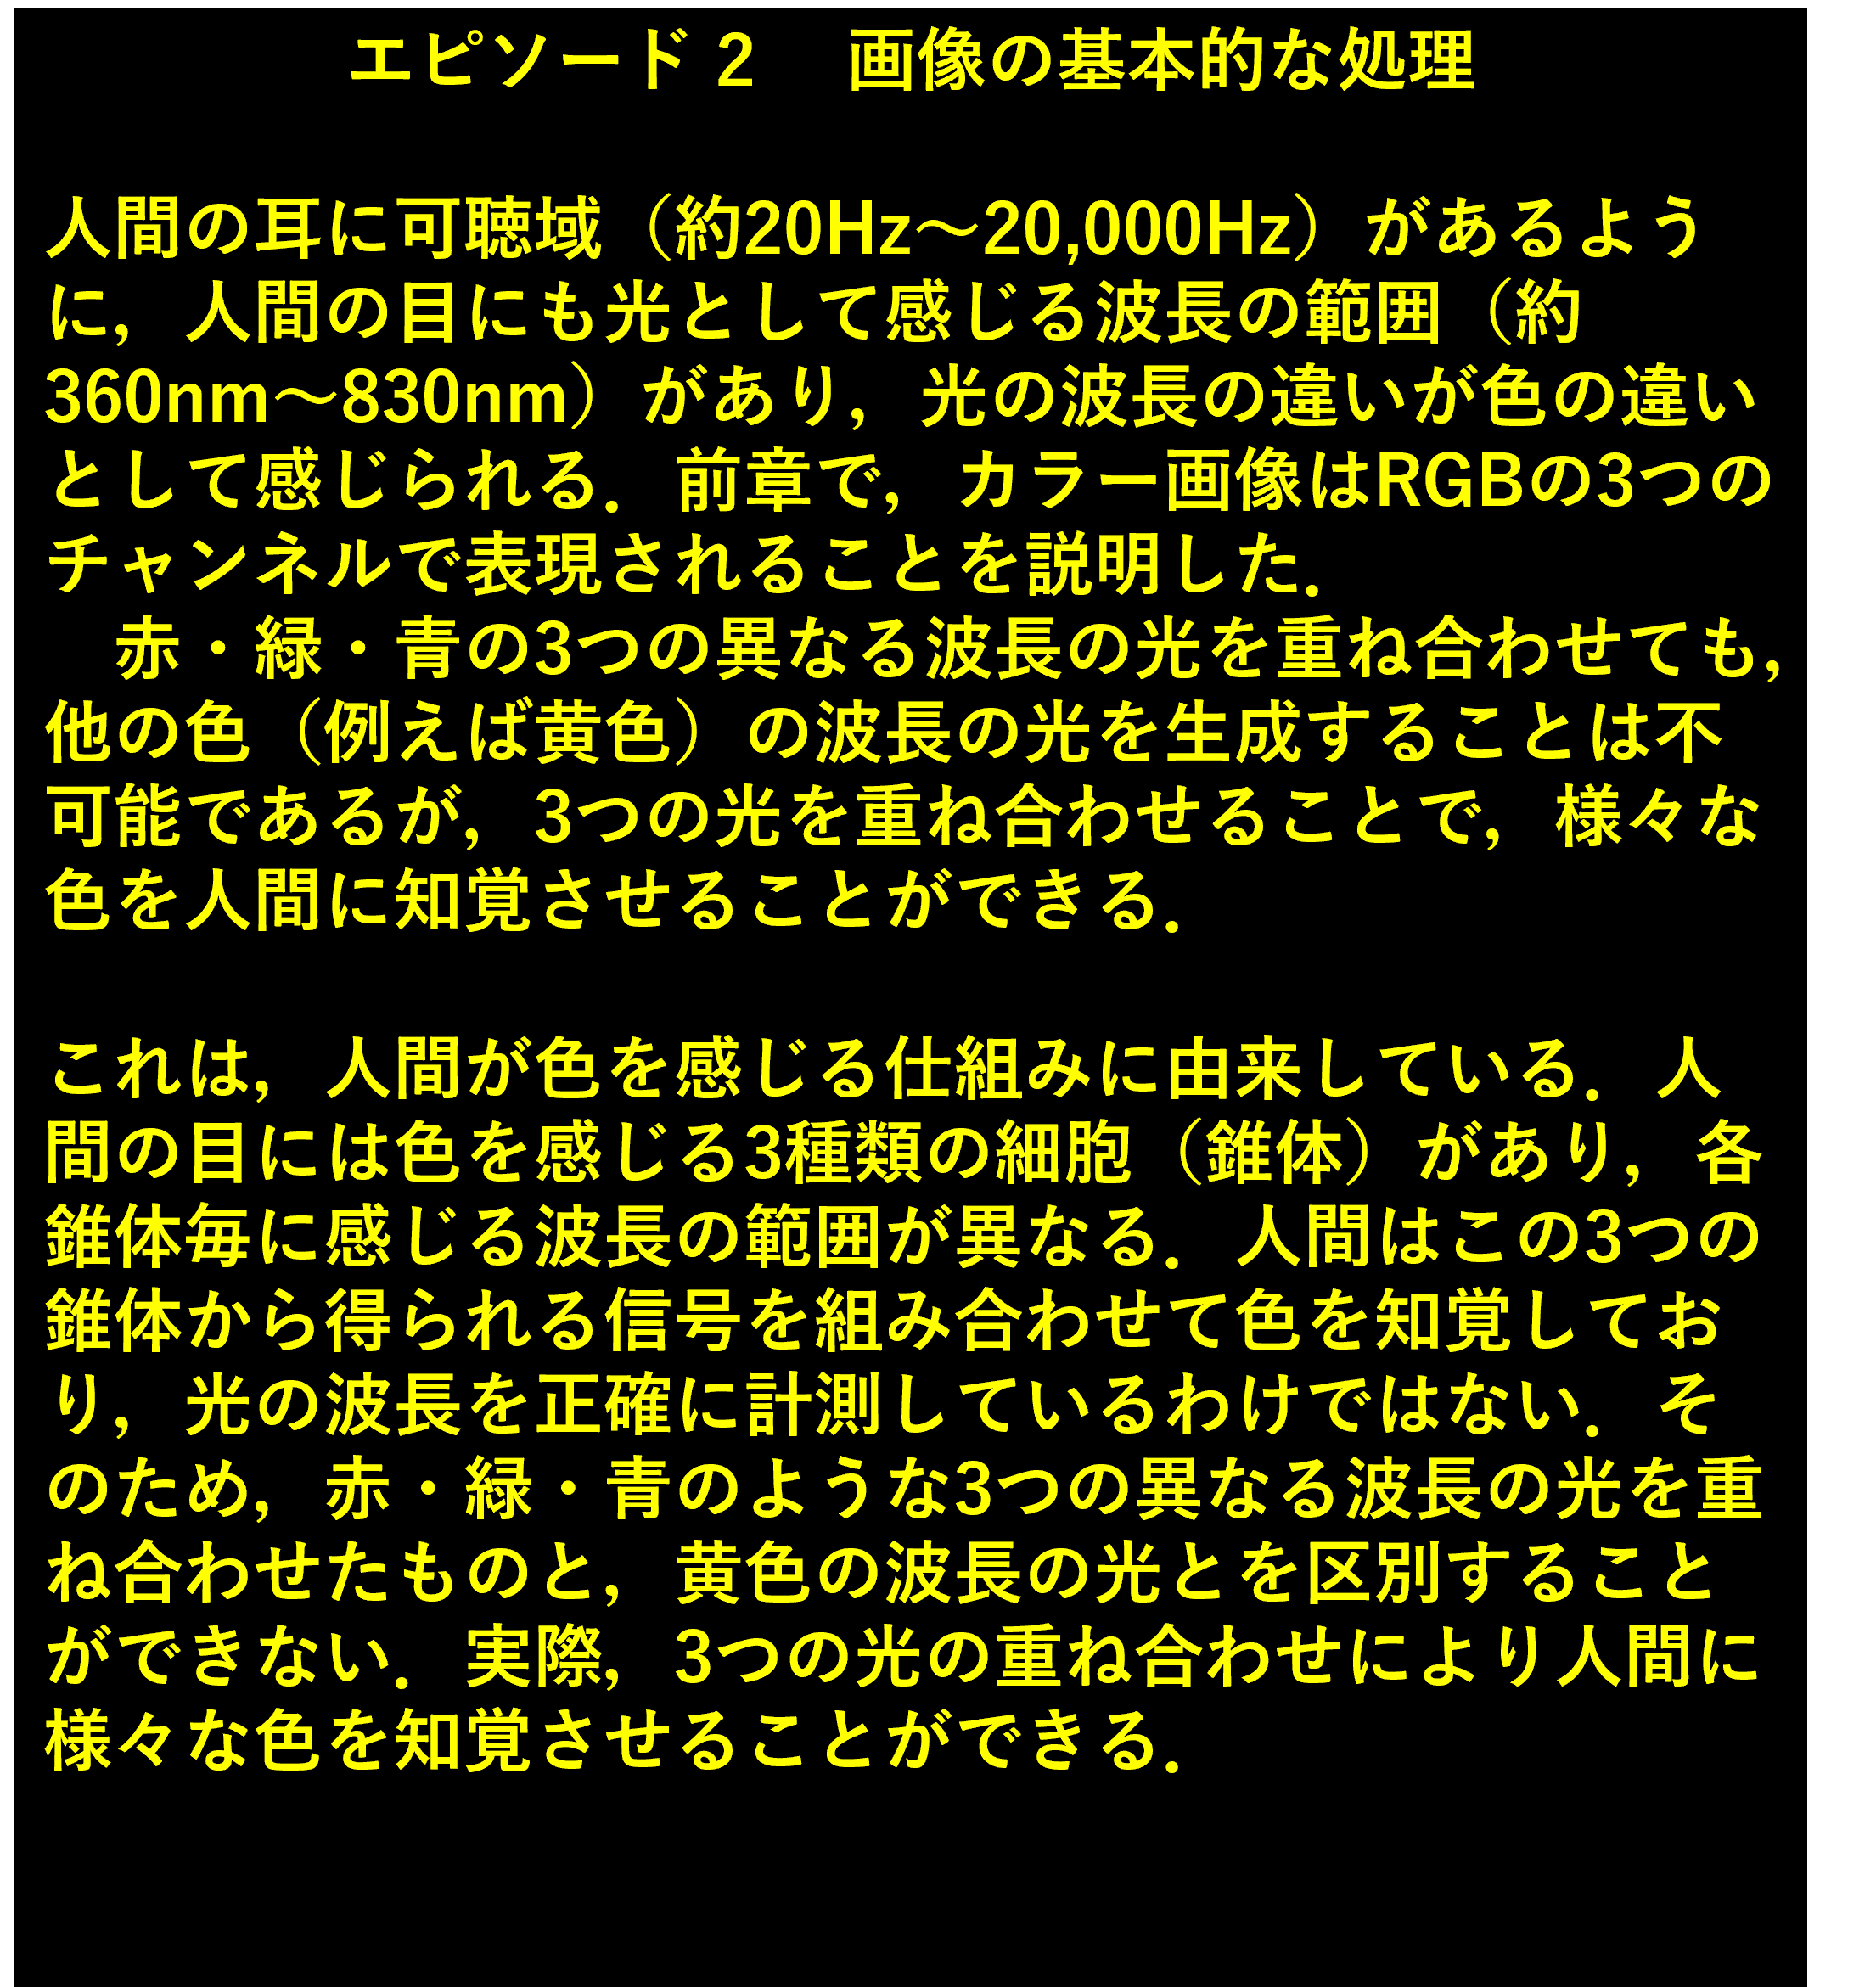 エピソード 2　画像の基本的な処理
人間の耳に可聴域（約20Hz～20,000Hz）があるよう
に，人間の目にも光として感じる波長の範囲（約
360nm～830nm）があり，光の波長の違いが色の違い
として感じられる．前章で，カラー画像はRGBの3つの
チャンネルで表現されることを説明した．
　赤・緑・青の3つの異なる波長の光を重ね合わせても，
他の色（例えば黄色）の波長の光を生成することは不
可能であるが，3つの光を重ね合わせることで，様々な
色を人間に知覚させることができる．
これは，人間が色を感じる仕組みに由来している．人
間の目には色を感じる3種類の細胞（錐体）があり，各
錐体毎に感じる波長の範囲が異なる．人間はこの3つの
錐体から得られる信号を組み合わせて色を知覚してお
り，光の波長を正確に計測しているわけではない．そ
のため，赤・緑・青のような3つの異なる波長の光を重
ね合わせたものと，黄色の波長の光とを区別すること
ができない．実際，3つの光の重ね合わせにより人間に
様々な色を知覚させることができる．